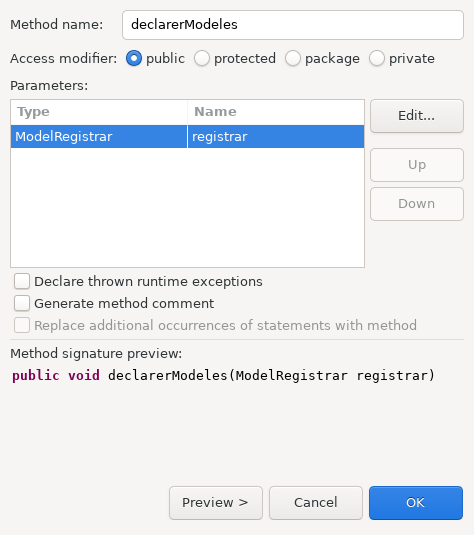 Method name: declarerModeles
Access modifier: public protected package private
Parameters:
Type Name
ModelRegistrar registrar
Edit...
Up
Down
Declare thrown runtime exceptions
Generate method comment
Replace additional occurrences of statements with method
Method signature preview:
public void declarerModeles(ModelRegistrar registrar)
Preview > Cancel OK